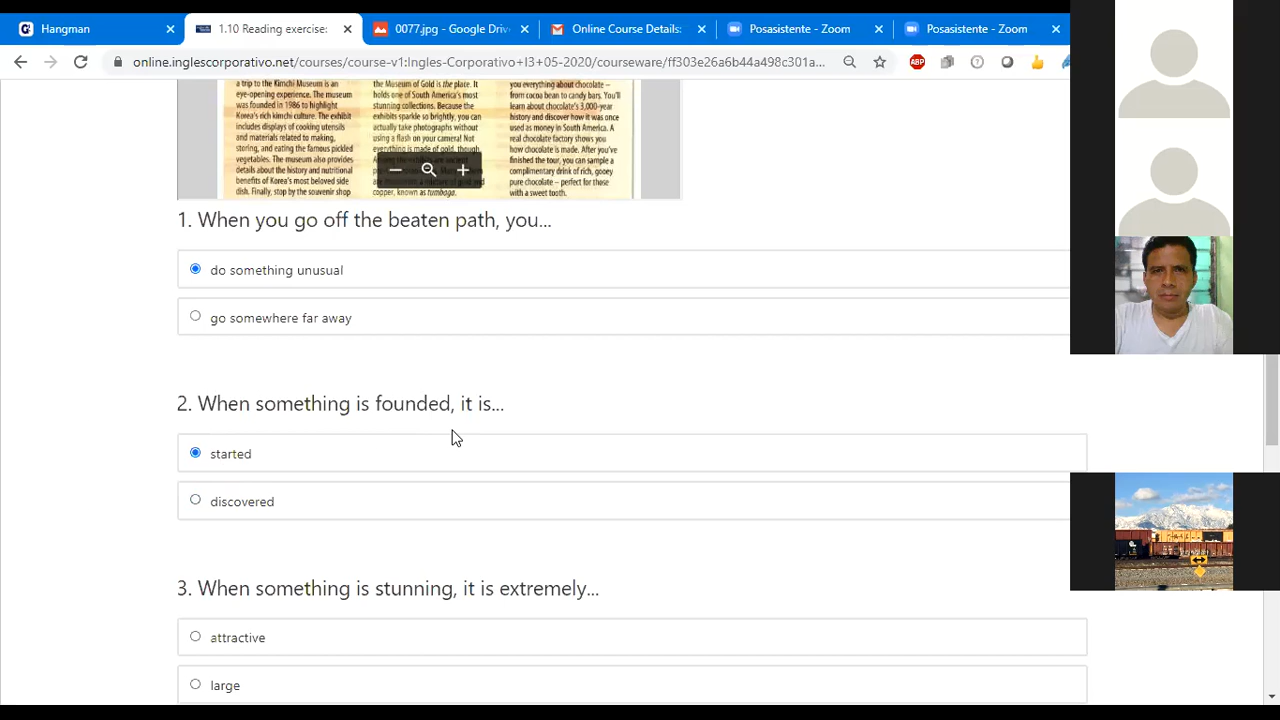 Hangman
1.10 Reading exercise:
0077.jpg - Google Driv
Online Course Details:
Posasistente - Zoom
Posasistente - Zoom
online.inglescorporativo.net/courses/course-v1:Ingles-Corporativo+I3+05-2020/courseware/ff303e26a6b44a498c301a...
ABP
a trip to the Kimchi Museum is an
eye-opening experience. The museum
was founded in 1986 to highlight
Korea's rich kimchi culture. The exhibit
includes displays of cooking utensils
and materials related to making,
storing, and eating the famous pickled
vegetables. The museum also provides
details about the history and nutritional
benefits of Korea's most beloved side
dish. Finally, stop by the souvenir shop
the Museum of Gold is the place. It
holds one of South America's most
stunning collections. Because the
exhibits sparkle so brightly, you can
actually take photographs without
using a flash on your camera! Not
everything is made of gold, though.
copper, known as tumbaga.
you everything about chocolate –
from cocoa bean to candy bars. You'll
learn about chocolate's 3,000-year
history and discover how it was once
used as money in South America. A
real chocolate factory shows you
how chocolate is made. After you've
finished the tour, you can sample a
complimentary drink of rich, gooey
pure chocolate – perfect for those
with a sweet tooth.
1. When you go off the beaten path, you...
do something unusual
go somewhere far away
2. When something is founded, it is...
started
discovered
3. When something is stunning, it is extremely...
attractive
large